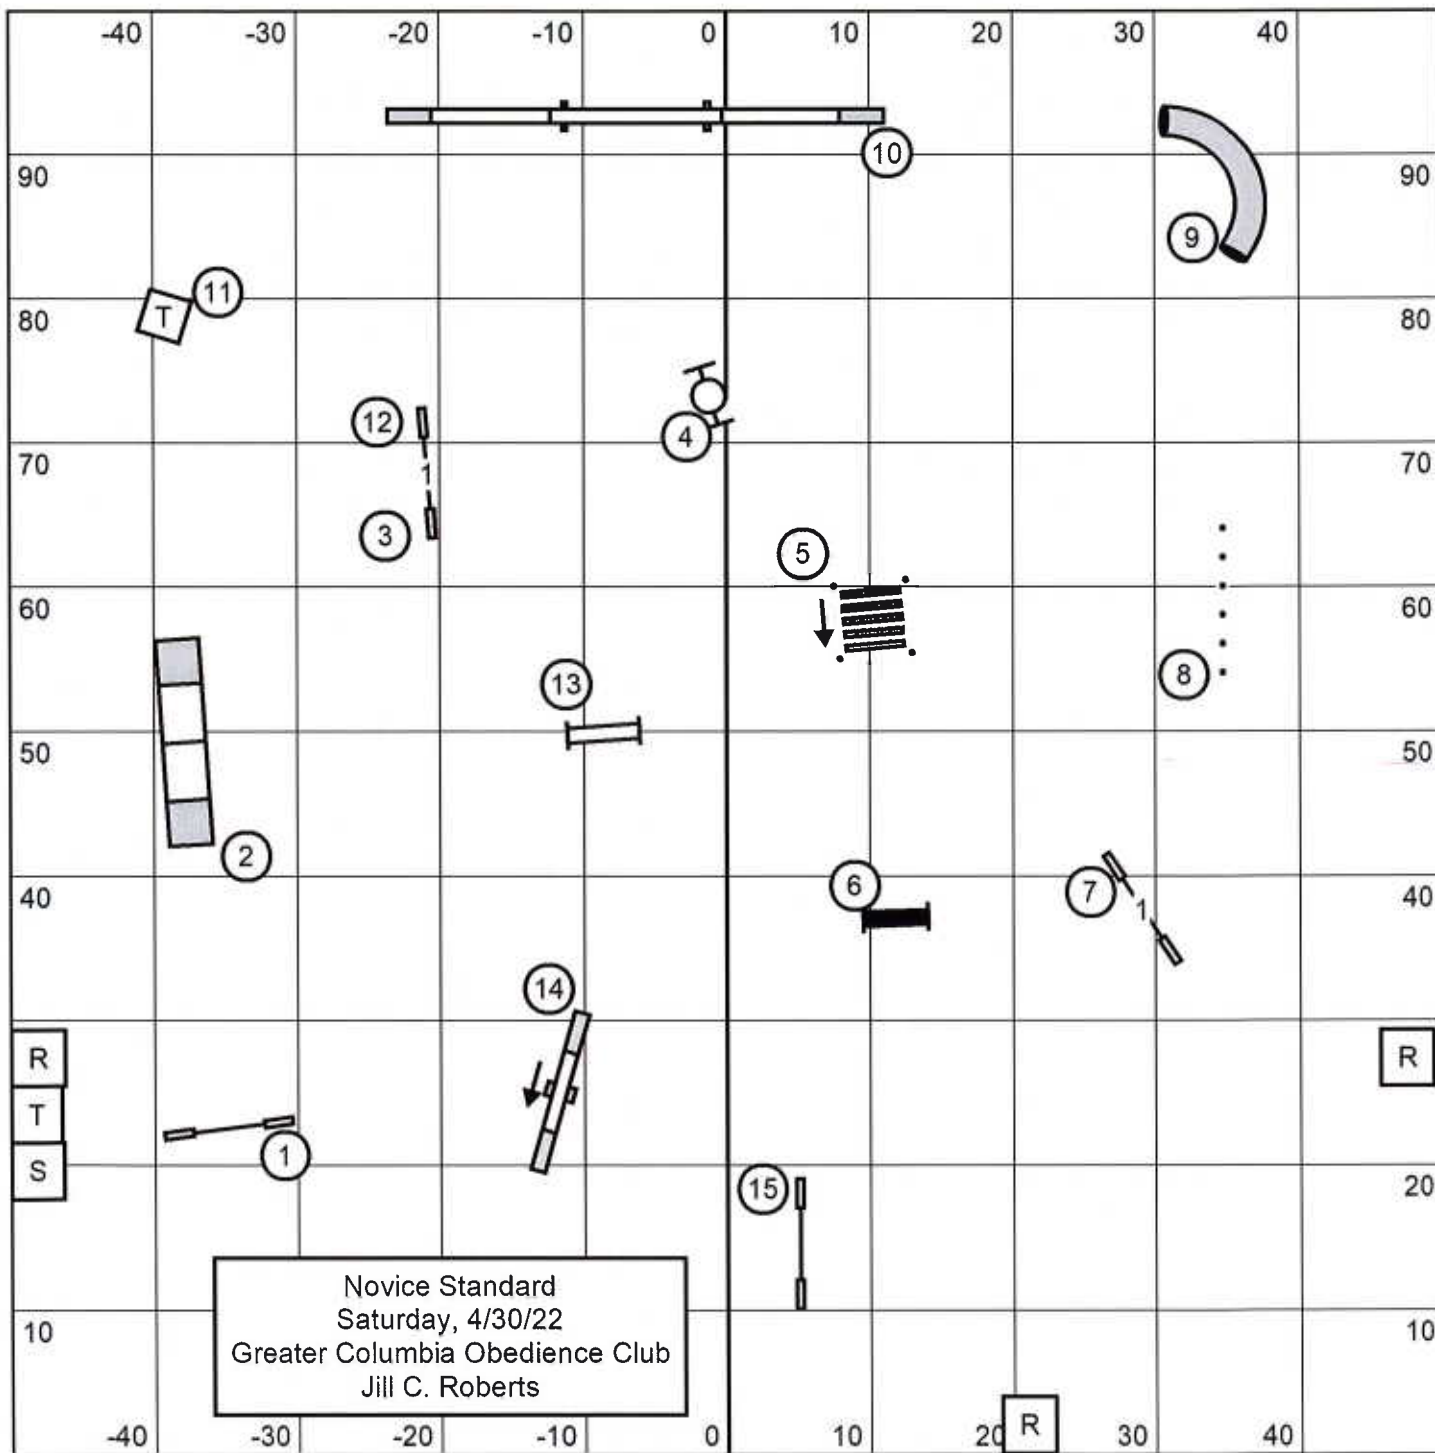 -40 -30 -20 -10 0 10 20 30 40
10
90 90
9
11
80 T 80
12
4
70 70
1
3
5
60 60
13
8
50 50
2
6
7
40 40
1
14
R R
T
1
S
15 20
Novice Standard
Saturday, 4/30/22
Greater Columbia Obedience Club
Jill C. Roberts
10 10
R
-40 -30 -20 -10 0 10 20 30 40